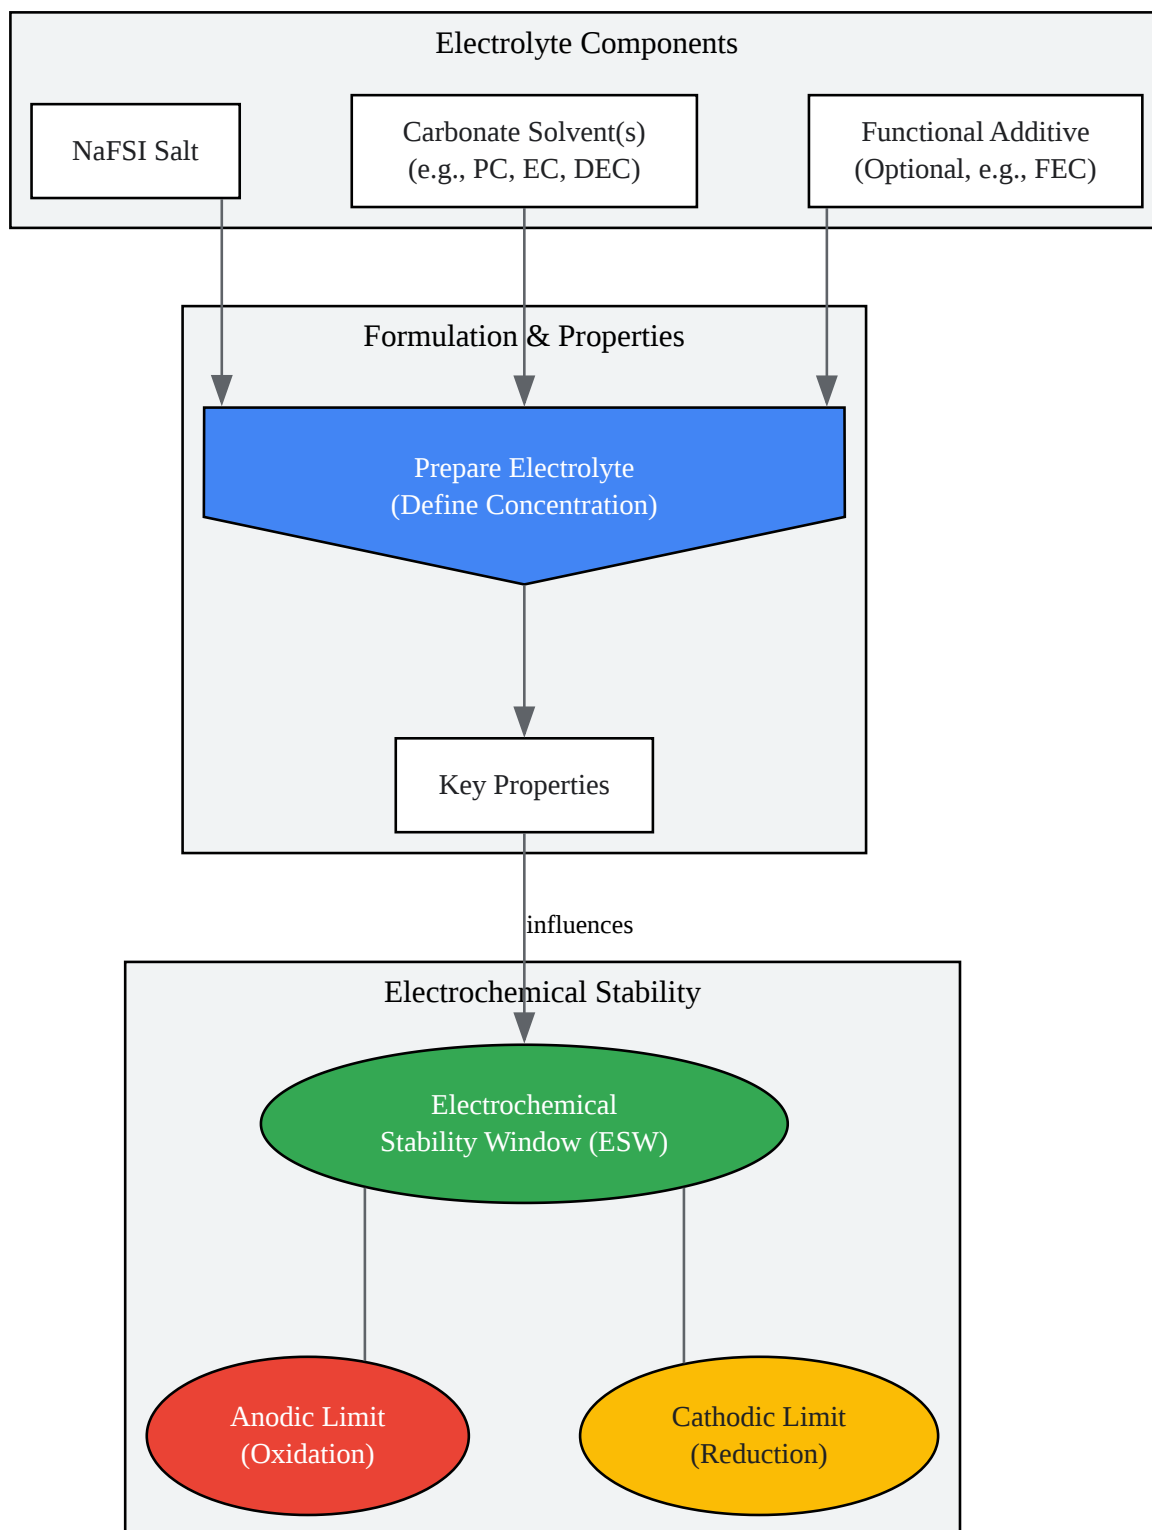 Electrolyte Components
NaFSI Salt
Carbonate Solvent(s)
(e.g., PC, EC, DEC)
Functional Additive
(Optional, e.g., FEC)
Formulation & Properties
Prepare Electrolyte
(Define Concentration)
Key Properties
influences
Electrochemical Stability
Electrochemical
Stability Window (ESW)
Anodic Limit
(Oxidation)
Cathodic Limit
(Reduction)